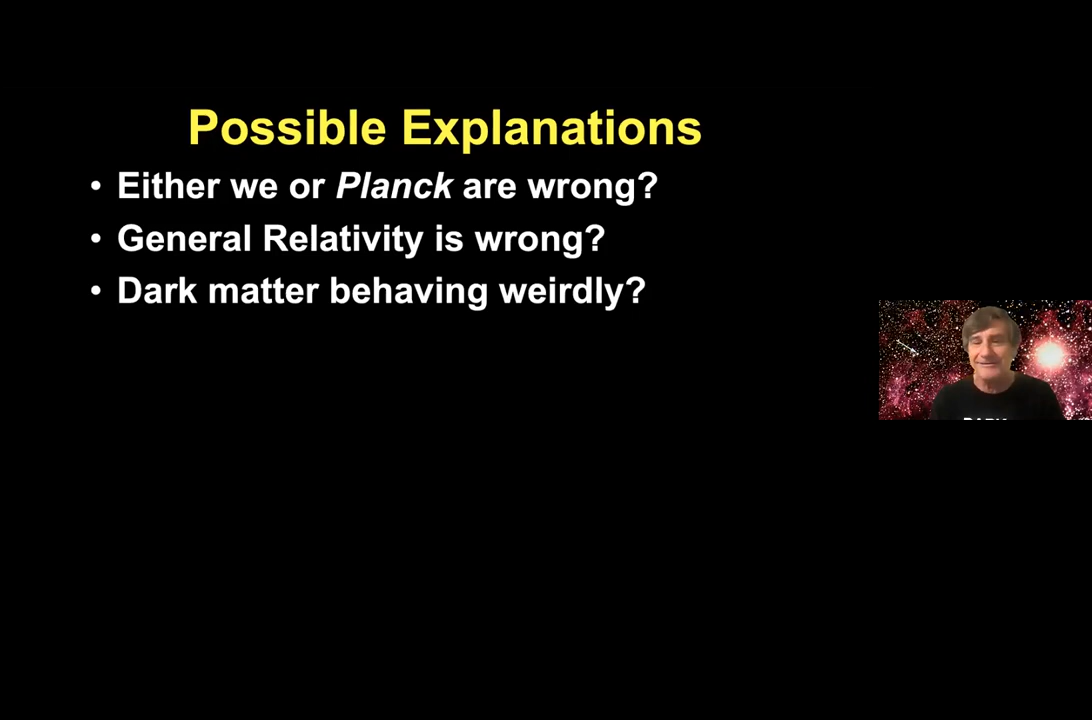 Possible Explanations
• Either we or Planck are wrong?
• General Relativity is wrong?
• Dark matter behaving weirdly?